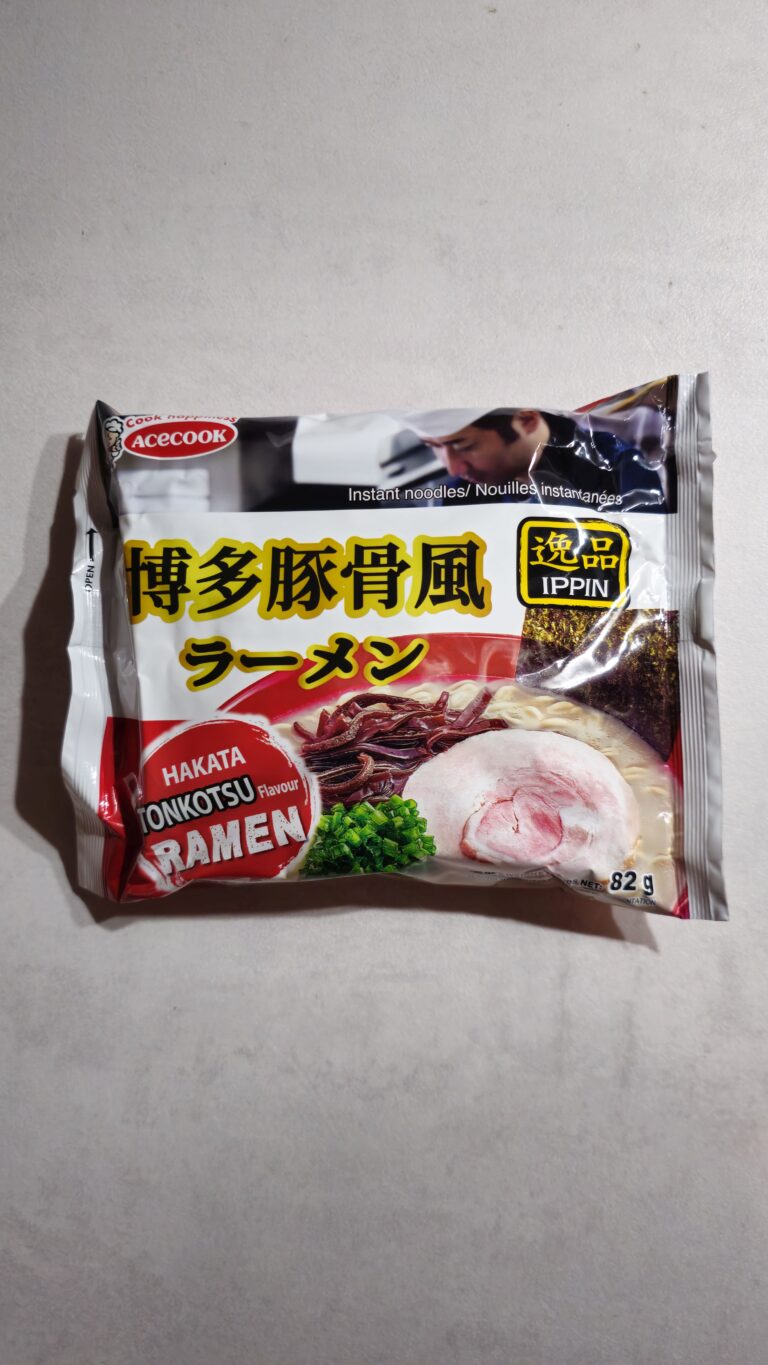 Cook happiness
ACECOOK
Instant noodles/ Nouilles instantanées
OPEN
博多豚骨風
逸品
IPPIN
ラーメン
HAKATA
TONKOTSU Flavour
RAMEN
82 g